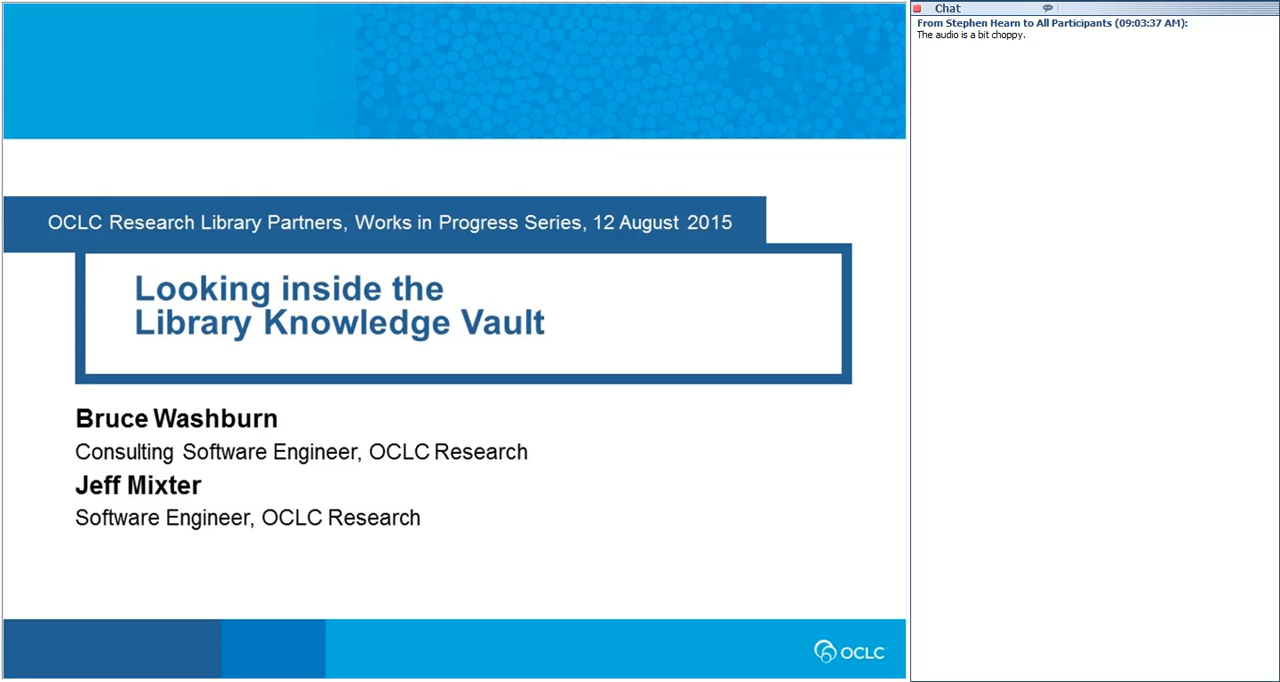 OCLC Research Library Partners, Works in Progress Series, 12 August 2015
Looking inside the
Library Knowledge Vault
Bruce Washburn
Consulting Software Engineer, OCLC Research
Jeff Mixter
Software Engineer, OCLC Research
OCLC
Chat
From Stephen Hearn to All Participants (09:03:37 AM):
The audio is a bit choppy.